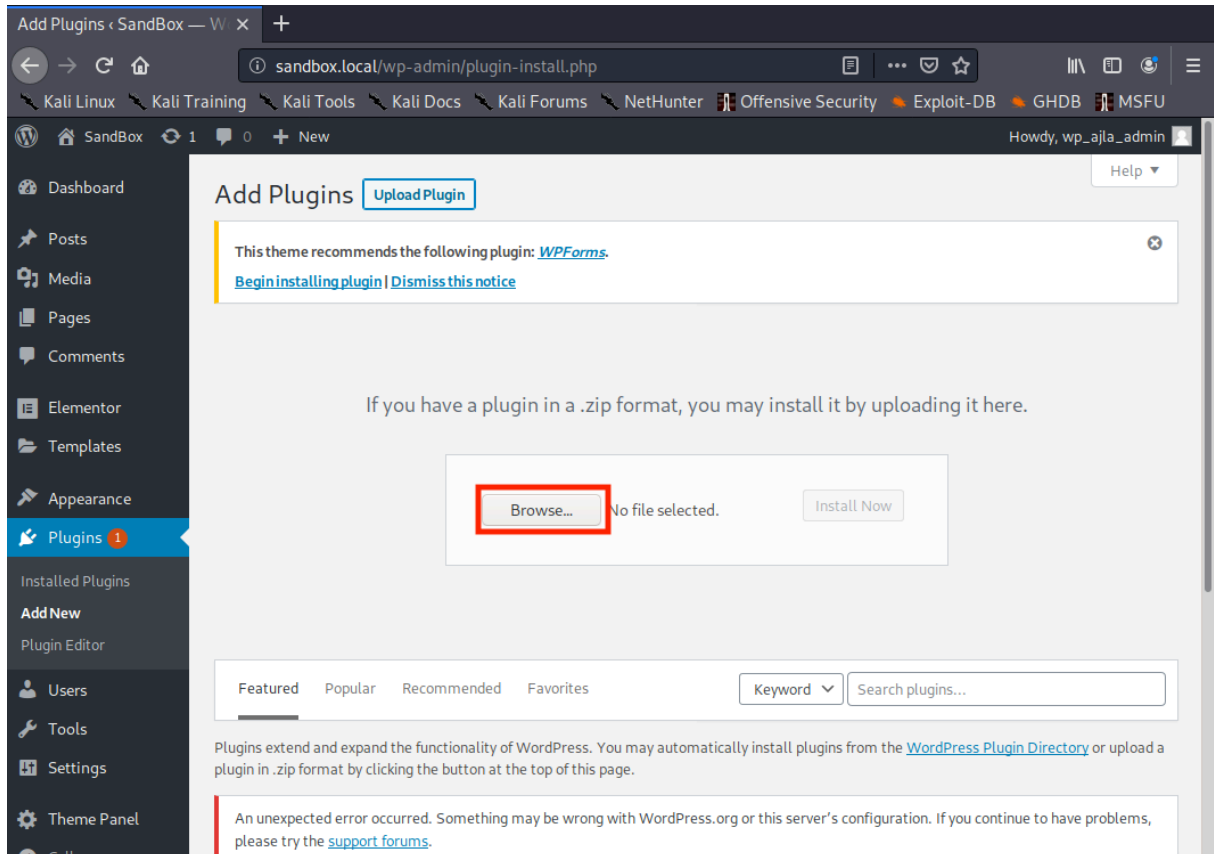 Add Plugins ‹ SandBox — W
sandbox.local/wp-admin/plugin-install.php
Kali Linux Kali Training Kali Tools Kali Docs Kali Forums NetHunter Offensive Security Exploit-DB GHDB MSFU
SandBox 1 0 New Howdy, wp_ajla_admin
Help
Dashboard
Posts
Media
Pages
Comments
Elementor
Templates
Appearance
Plugins 1
Installed Plugins
Add New
Plugin Editor
Users
Tools
Settings
Theme Panel
Add Plugins Upload Plugin
This theme recommends the following plugin: WPForms.
Begin installing plugin | Dismiss this notice
If you have a plugin in a .zip format, you may install it by uploading it here.
Browse... No file selected. Install Now
Featured Popular Recommended Favorites Keyword Search plugins...
Plugins extend and expand the functionality of WordPress. You may automatically install plugins from the WordPress Plugin Directory or upload a
plugin in .zip format by clicking the button at the top of this page.
An unexpected error occurred. Something may be wrong with WordPress.org or this server’s configuration. If you continue to have problems,
please try the support forums.